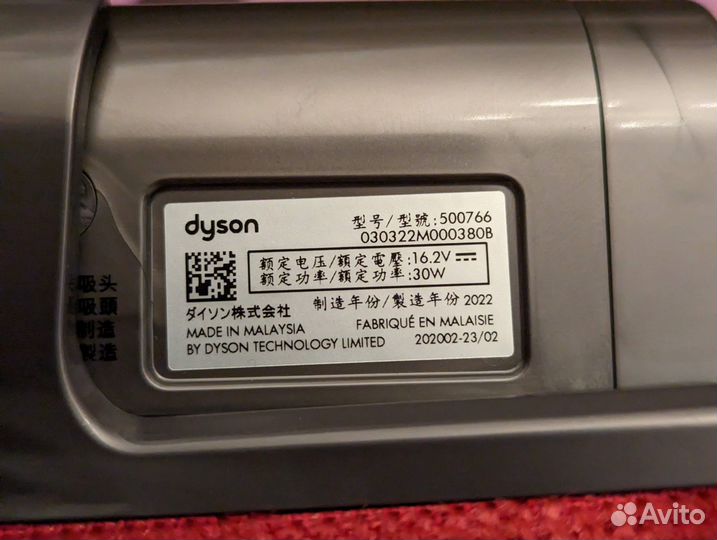 dyson
型号/型號:500766
030322M000380B
额定电压/額定電壓:16.2V
额定功率/額定功率:30W
ダイソン株式会社
制造年份/製造年份 2022
MADE IN MALAYSIA
FABRIQUÉ EN MALAISIE
BY DYSON TECHNOLOGY LIMITED
202002-23/02
吸头
吸頭
制造
製造
Avito